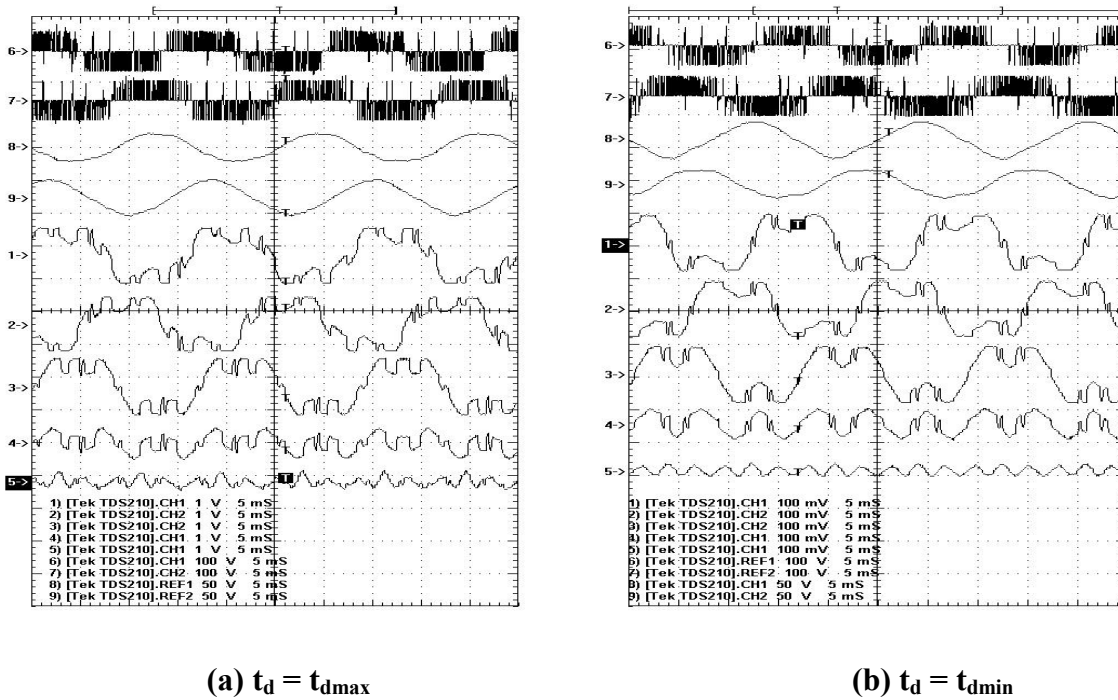 T
6->
7->
8->
9->
1->
2->
3->
4->
5->
T
1) [Tek TDS210].CH1 1 V 5 mS
2) [Tek TDS210].CH2 1 V 5 mS
3) [Tek TDS210].CH2 1 V 5 mS
4) [Tek TDS210].CH1 1 V 5 mS
5) [Tek TDS210].CH1 1 V 5 mS
6) [Tek TDS210].CH1 100 V 5 mS
7) [Tek TDS210].CH2 100 V 5 mS
8) [Tek TDS210].REF1 50 V 5 mS
9) [Tek TDS210].REF2 50 V 5 mS
(a) t_d = t_dmax
T
6->
7->
8->
9->
1->
T
2->
3->
4->
5->
1) [Tek TDS210].CH1 100 mV 5 mS
2) [Tek TDS210].CH2 100 mV 5 mS
3) [Tek TDS210].CH2 100 mV 5 mS
4) [Tek TDS210].CH1 100 mV 5 mS
5) [Tek TDS210].CH1 100 mV 5 mS
6) [Tek TDS210].REF1 100 V 5 mS
7) [Tek TDS210].REF2 100 V 5 mS
8) [Tek TDS210].CH1 50 V 5 mS
9) [Tek TDS210].CH2 50 V 5 mS
(b) t_d = t_dmin